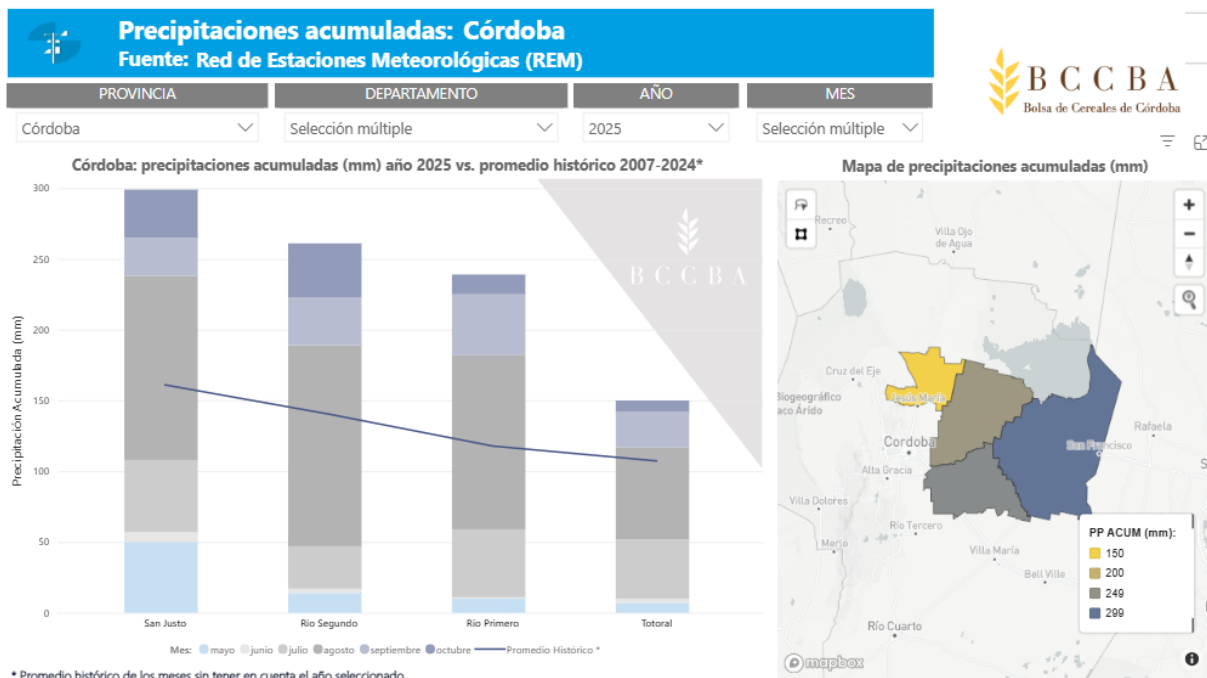 Precipitaciones acumuladas: Córdoba
Fuente: Red de Estaciones Meteorológicas (REM)
BCCBA
Bolsa de Cereales de Córdoba
PROVINCIA
DEPARTAMENTO
AÑO
MES
Córdoba
Selección múltiple
2025
Selección múltiple
Córdoba: precipitaciones acumuladas (mm) año 2025 vs. promedio histórico 2007-2024*
Precipitación Acumulada (mm)
300
250
200
150
100
50
0
BCCBA
San Justo
Río Segundo
Río Primero
Totoral
Mes: mayo junio julio agosto septiembre octubre Promedio Histórico *
* Promedio histórico de los meses sin tener en cuenta el año seleccionado
Mapa de precipitaciones acumuladas (mm)
Recreo
Villa Ojo
de Agua
Cruz del Eje
Biogeográfico
aco Árido
Jesús María
Cordoba
Rafaela
San Francisco
Alta Gracia
S
Villa Dolores
Río Tercero
Merlo
Villa María
Bell Ville
Río Cuarto
PP ACUM (mm):
150
200
249
299
mapbox